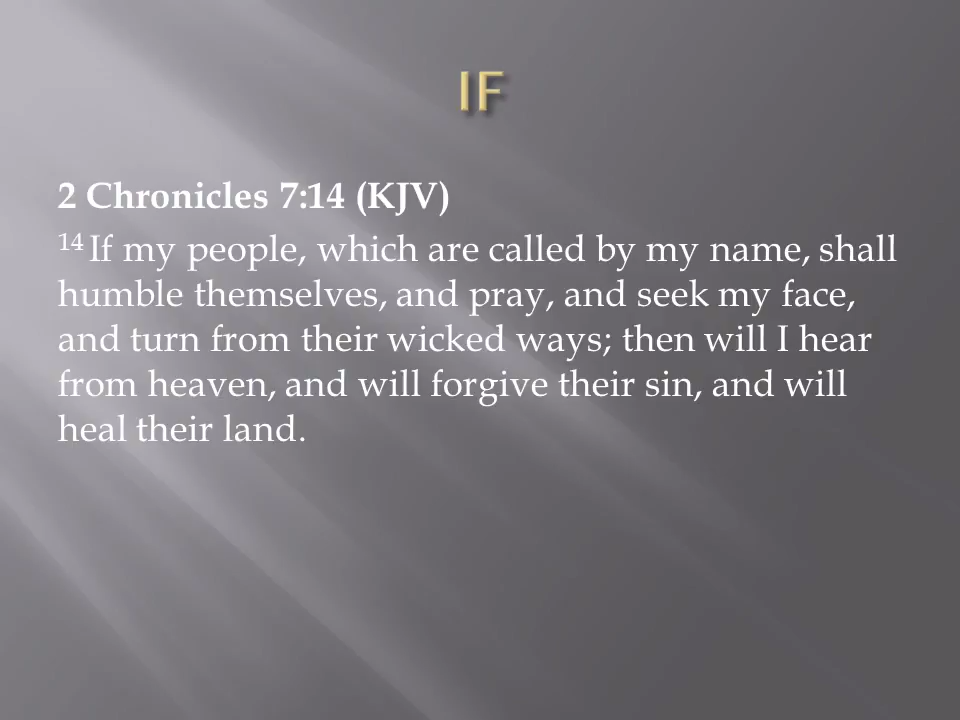 IF
2 Chronicles 7:14 (KJV)
14 If my people, which are called by my name, shall
humble themselves, and pray, and seek my face,
and turn from their wicked ways; then will I hear
from heaven, and will forgive their sin, and will
heal their land.